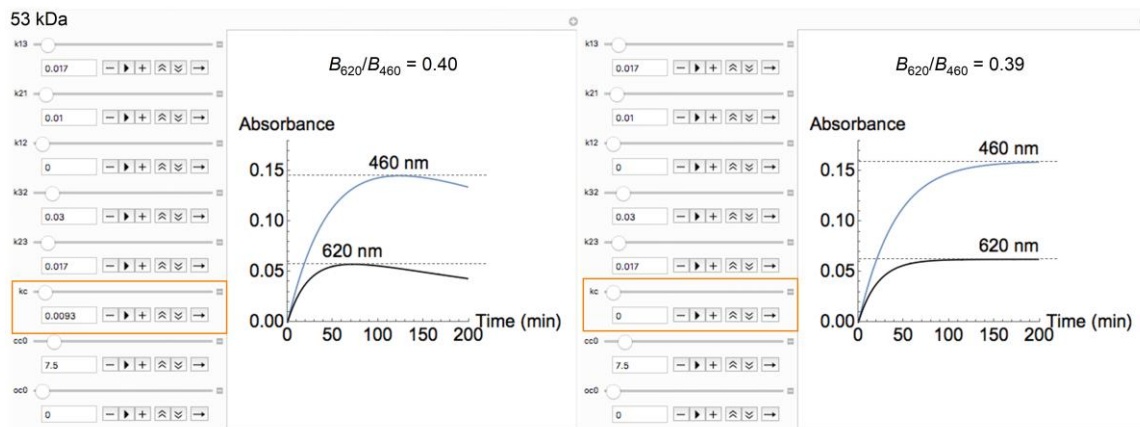 53 kDa
k13
0.017
k21
0.01
k12
0
k32
0.03
k23
0.017
kc
0.0093
cc0
7.5
oc0
0
B620/B460 = 0.40
Absorbance
460 nm
0.15
0.10
620 nm
0.05
0.00
0 50 100 150 200
Time (min)
k13
0.017
k21
0.01
k12
0
k32
0.03
k23
0.017
kc
0
cc0
7.5
oc0
0
B620/B460 = 0.39
Absorbance
460 nm
0.15
0.10
620 nm
0.05
0.00
0 50 100 150 200
Time (min)